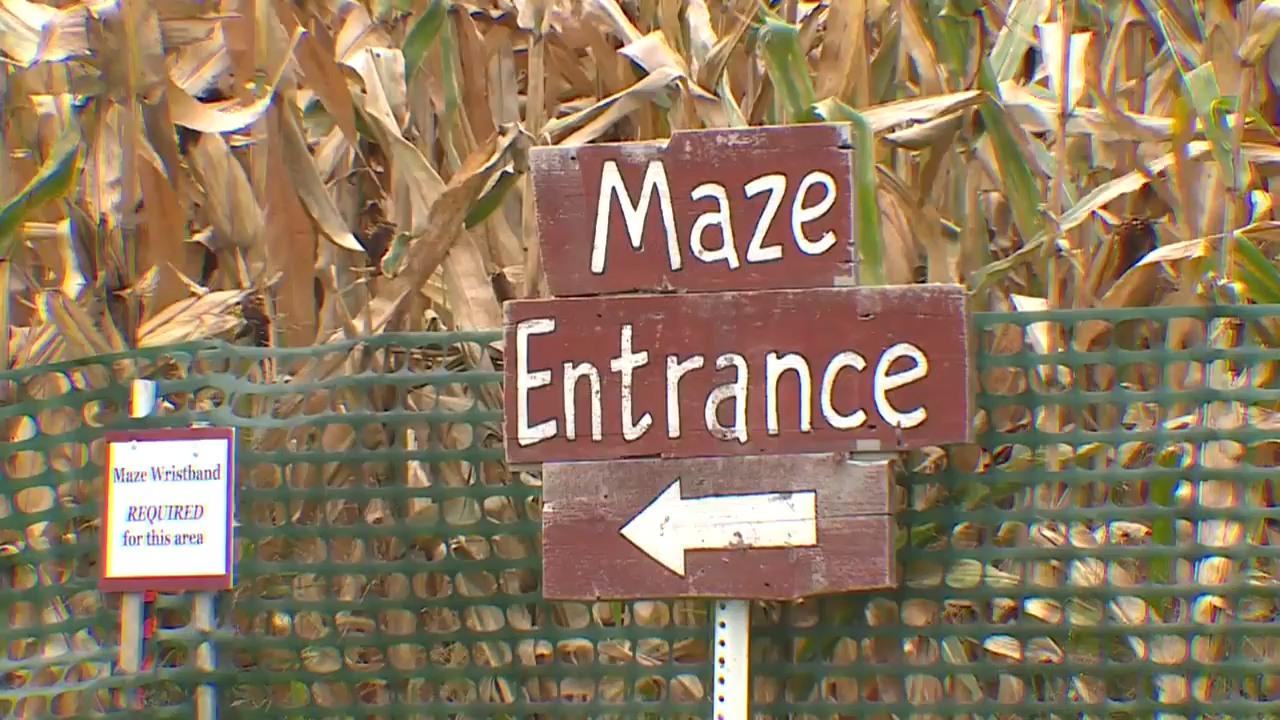 Maze
Entrance
Maze Wristband
REQUIRED
for this area